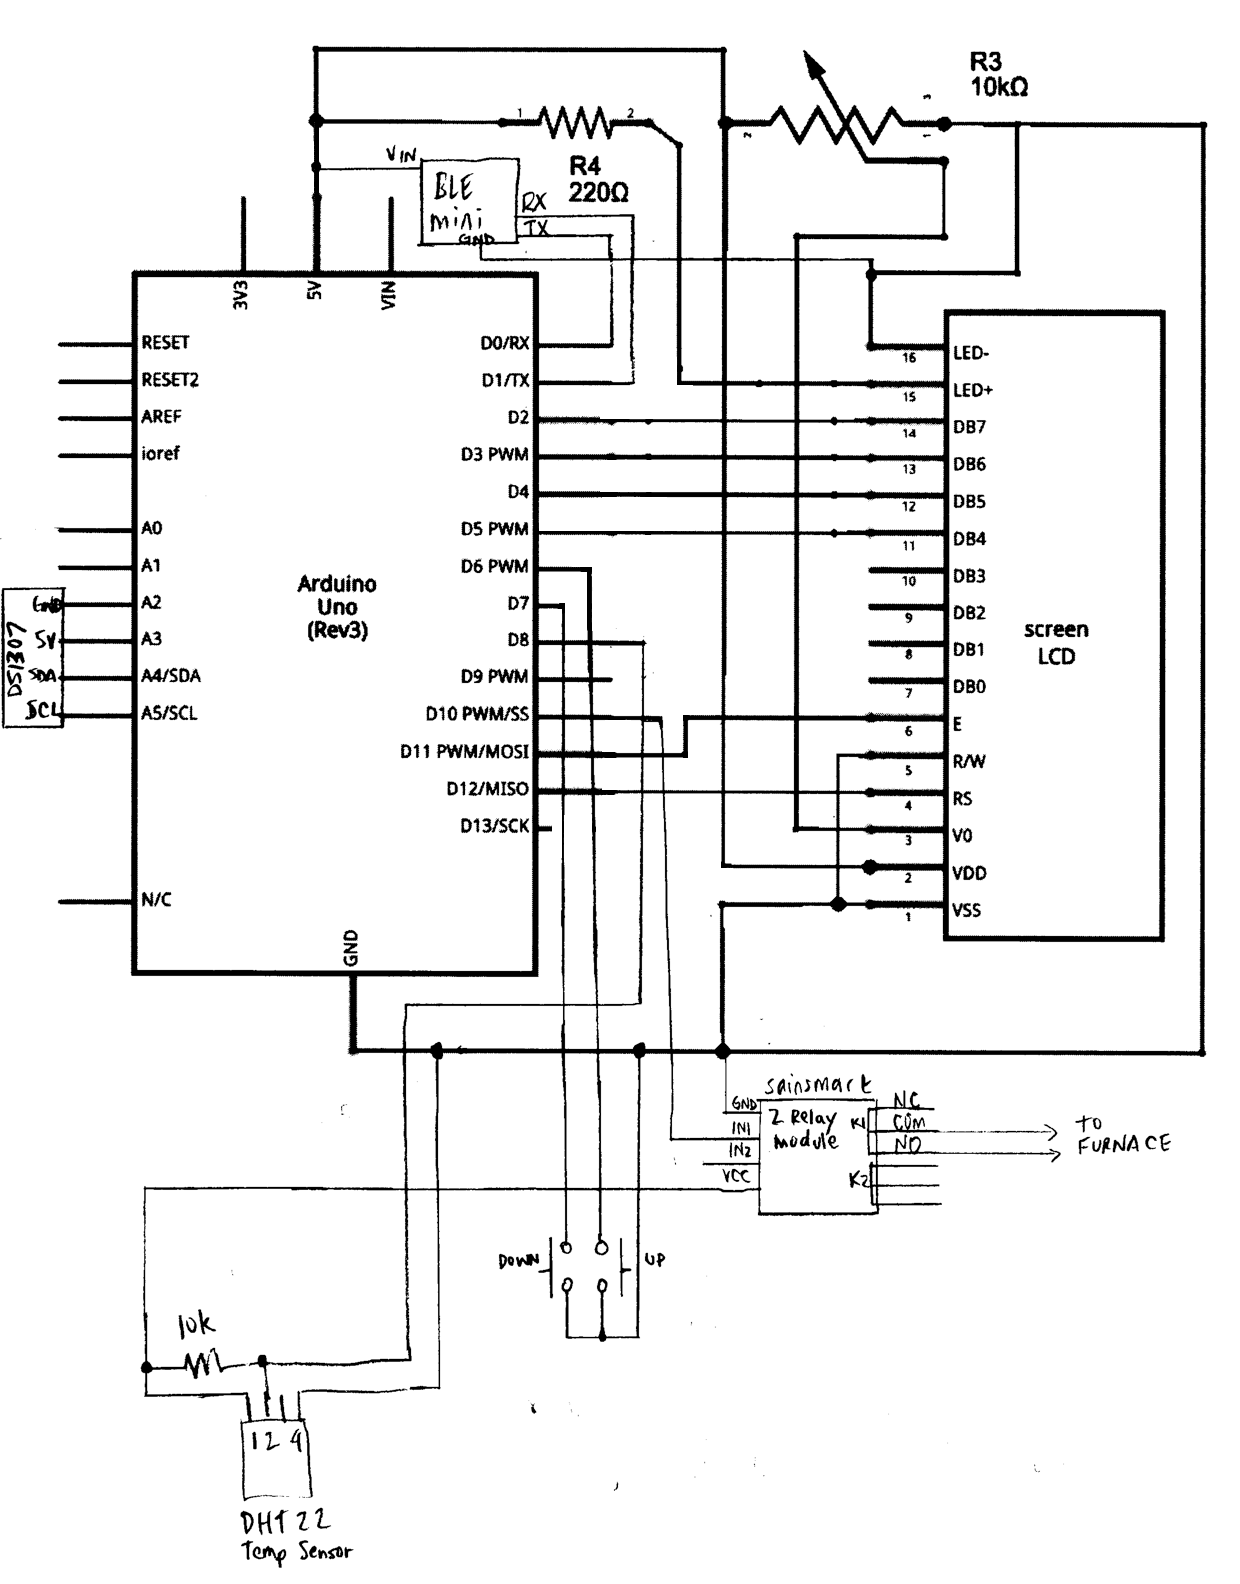 R3
10kΩ
1
2
2
3
1
R4
220Ω
VIN
BLE
mini
GND
RX
TX
3V3
5V
VIN
RESET
RESET2
AREF
ioref
A0
A1
A2
A3
A4/SDA
A5/SCL
N/C
GND
Arduino
Uno
(Rev3)
D0/RX
D1/TX
D2
D3 PWM
D4
D5 PWM
D6 PWM
D7
D8
D9 PWM
D10 PWM/SS
D11 PWM/MOSI
D12/MISO
D13/SCK
DS1307
GND
5V
SDA
SCL
16 LED-
15 LED+
14 DB7
13 DB6
12 DB5
11 DB4
10 DB3
9 DB2
8 DB1
7 DB0
6 E
5 R/W
4 RS
3 V0
2 VDD
1 VSS
screen
LCD
sainsmart
2 Relay
module
GND
IN1
IN2
VCC
K1
K2
NC
COM
NO
TO
FURNACE
DOWN
UP
10k
1 2 4
DHT 22
Temp Sensor